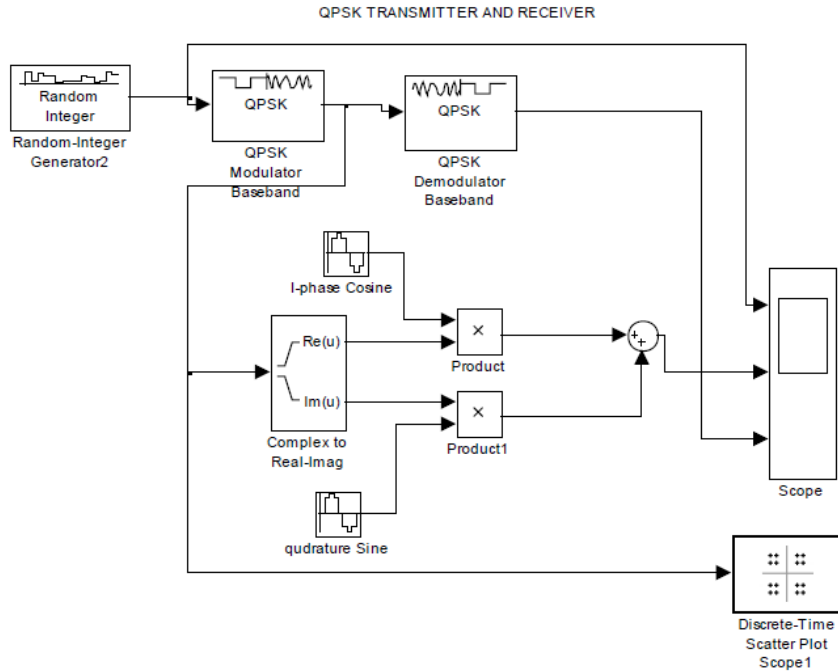 QPSK TRANSMITTER AND RECEIVER
Random
Integer
Random-Integer
Generator2
QPSK
QPSK
Modulator
Baseband
QPSK
QPSK
Demodulator
Baseband
I-phase Cosine
Re(u)
Im(u)
Complex to
Real-Imag
×
Product
×
Product1
+
+
qudrature Sine
Scope
Discrete-Time
Scatter Plot
Scope1